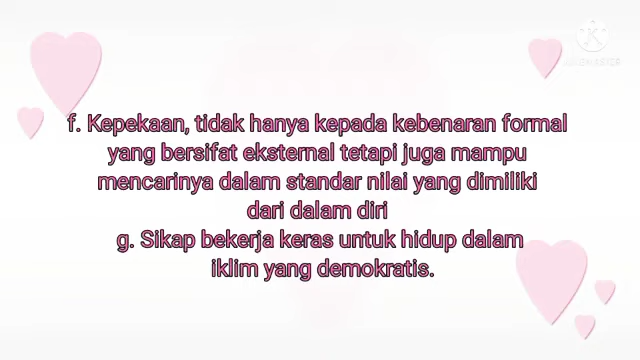 f. Kepekaan, tidak hanya kepada kebenaran formal
yang bersifat eksternal tetapi juga mampu
mencarinya dalam standar nilai yang dimiliki
dari dalam diri
g. Sikap bekerja keras untuk hidup dalam
iklim yang demokratis.